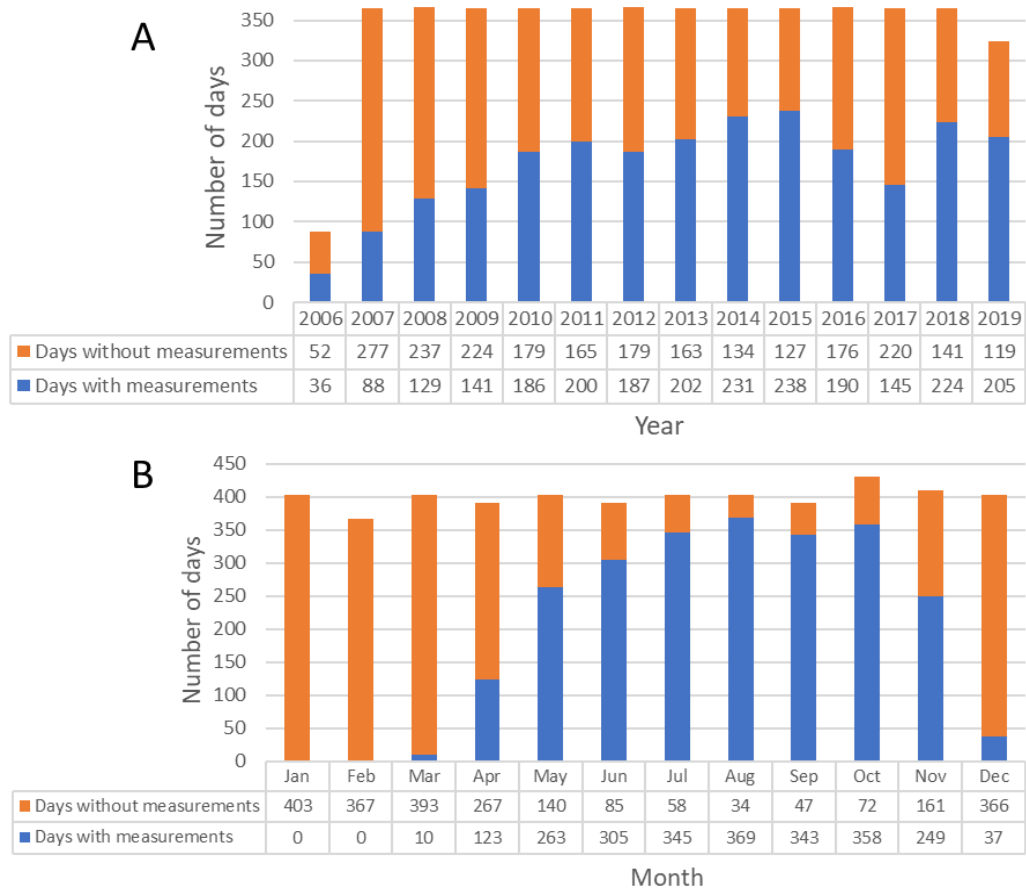 A
Number of days
350
300
250
200
150
100
50
0
2006 2007 2008 2009 2010 2011 2012 2013 2014 2015 2016 2017 2018 2019
Days without measurements 52 277 237 224 179 165 179 163 134 127 176 220 141 119
Days with measurements 36 88 129 141 186 200 187 202 231 238 190 145 224 205
Year
B
Number of days
450
400
350
300
250
200
150
100
50
0
Jan Feb Mar Apr May Jun Jul Aug Sep Oct Nov Dec
Days without measurements 403 367 393 267 140 85 58 34 47 72 161 366
Days with measurements 0 0 10 123 263 305 345 369 343 358 249 37
Month